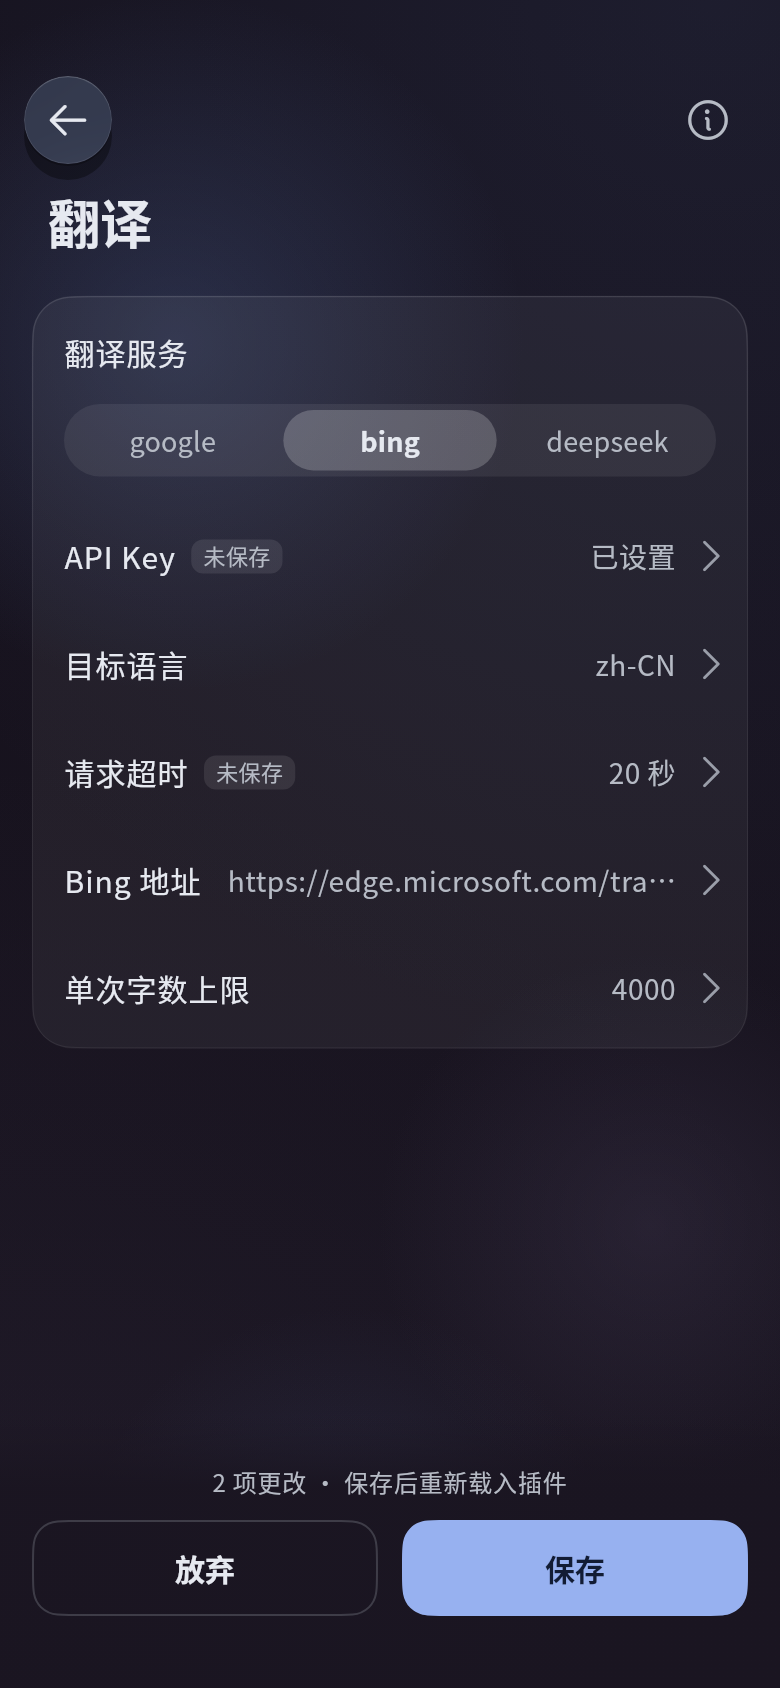 翻译
翻译服务
google bing deepseek
API Key 未保存 已设置
目标语言 zh-CN
请求超时 未保存 20 秒
Bing 地址 https://edge.microsoft.com/tra…
单次字数上限 4000
2 项更改 • 保存后重新载入插件
放弃 保存